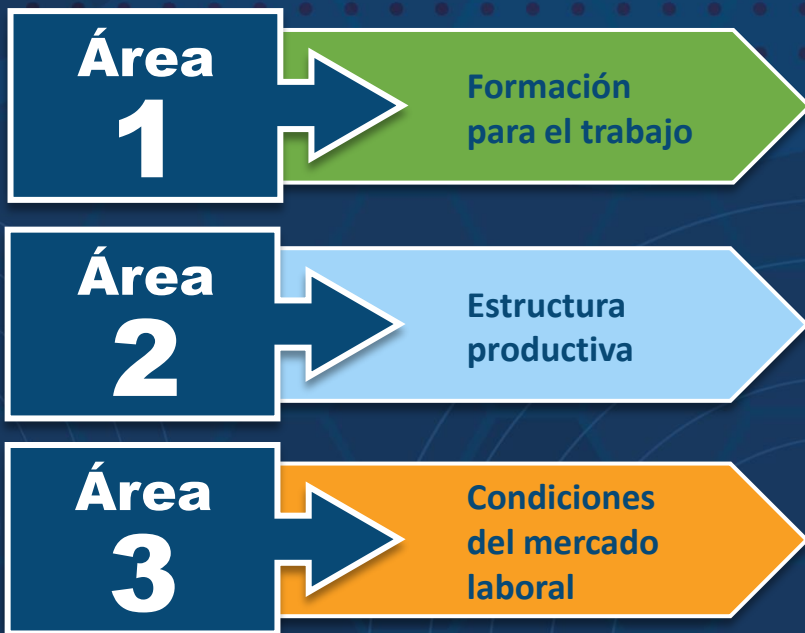 Área
1
Formación
para el trabajo
Área
2
Estructura
productiva
Área
3
Condiciones
del mercado
laboral